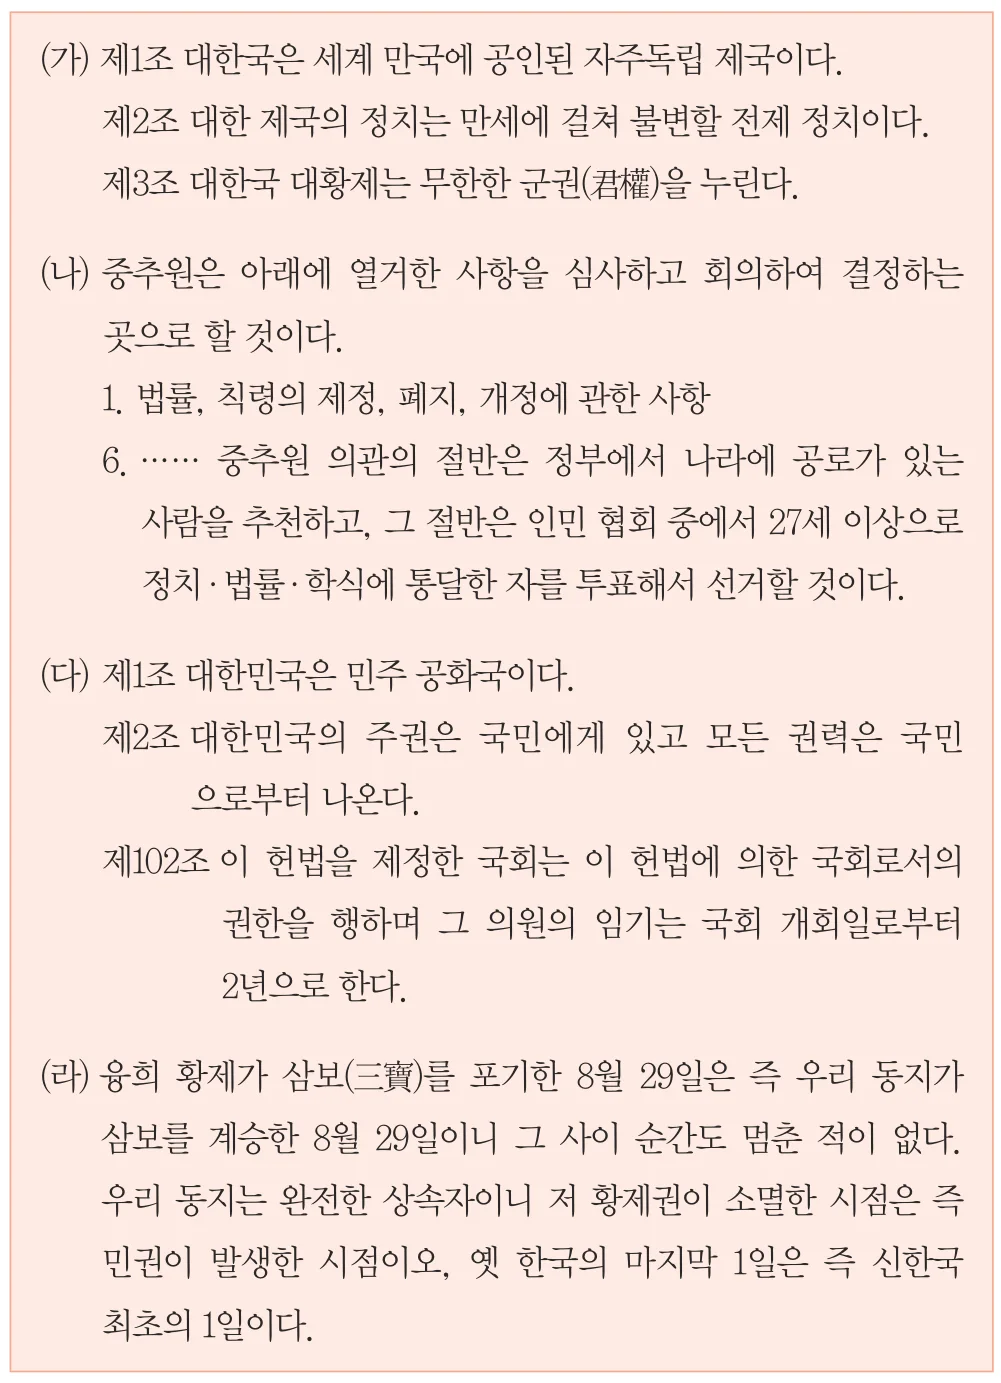 (가) 제1조 대한국은 세계 만국에 공인된 자주독립 제국이다.
제2조 대한 제국의 정치는 만세에 걸쳐 불변할 전제 정치이다.
제3조 대한국 대황제는 무한한 군권(君權)을 누린다.
(나) 중추원은 아래에 열거한 사항을 심사하고 회의하여 결정하는
곳으로 할 것이다.
1. 법률, 칙령의 제정, 폐지, 개정에 관한 사항
6. …… 중추원 의관의 절반은 정부에서 나라에 공로가 있는
사람을 추천하고, 그 절반은 인민 협회 중에서 27세 이상으로
정치·법률·학식에 통달한 자를 투표해서 선거할 것이다.
(다) 제1조 대한민국은 민주 공화국이다.
제2조 대한민국의 주권은 국민에게 있고 모든 권력은 국민
으로부터 나온다.
제102조 이 헌법을 제정한 국회는 이 헌법에 의한 국회로서의
권한을 행하며 그 의원의 임기는 국회 개회일로부터
2년으로 한다.
(라) 융희 황제가 삼보(三寶)를 포기한 8월 29일은 즉 우리 동지가
삼보를 계승한 8월 29일이니 그 사이 순간도 멈춘 적이 없다.
우리 동지는 완전한 상속자이니 저 황제권이 소멸한 시점은 즉
민권이 발생한 시점이오, 옛 한국의 마지막 1일은 즉 신한국
최초의 1일이다.